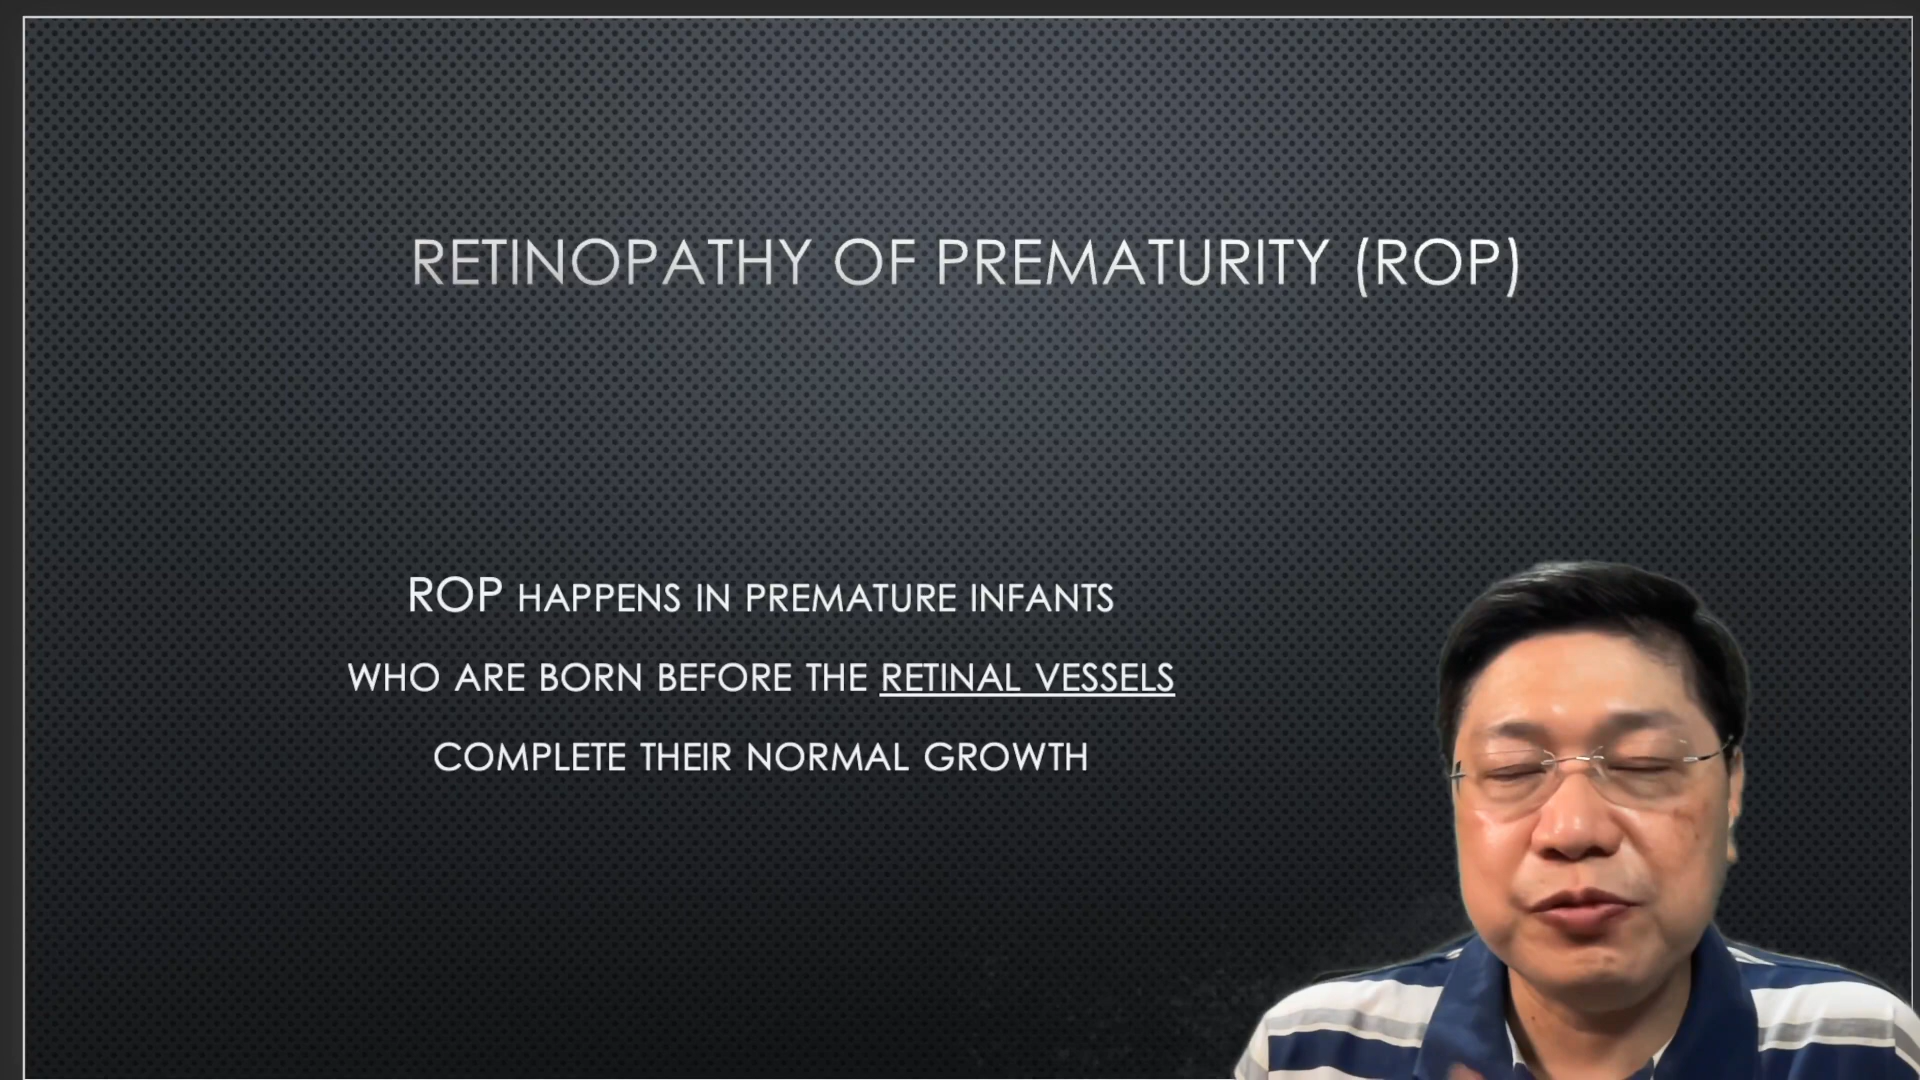 RETINOPATHY OF PREMATURITY (ROP)
ROP HAPPENS IN PREMATURE INFANTS
WHO ARE BORN BEFORE THE RETINAL VESSELS
COMPLETE THEIR NORMAL GROWTH